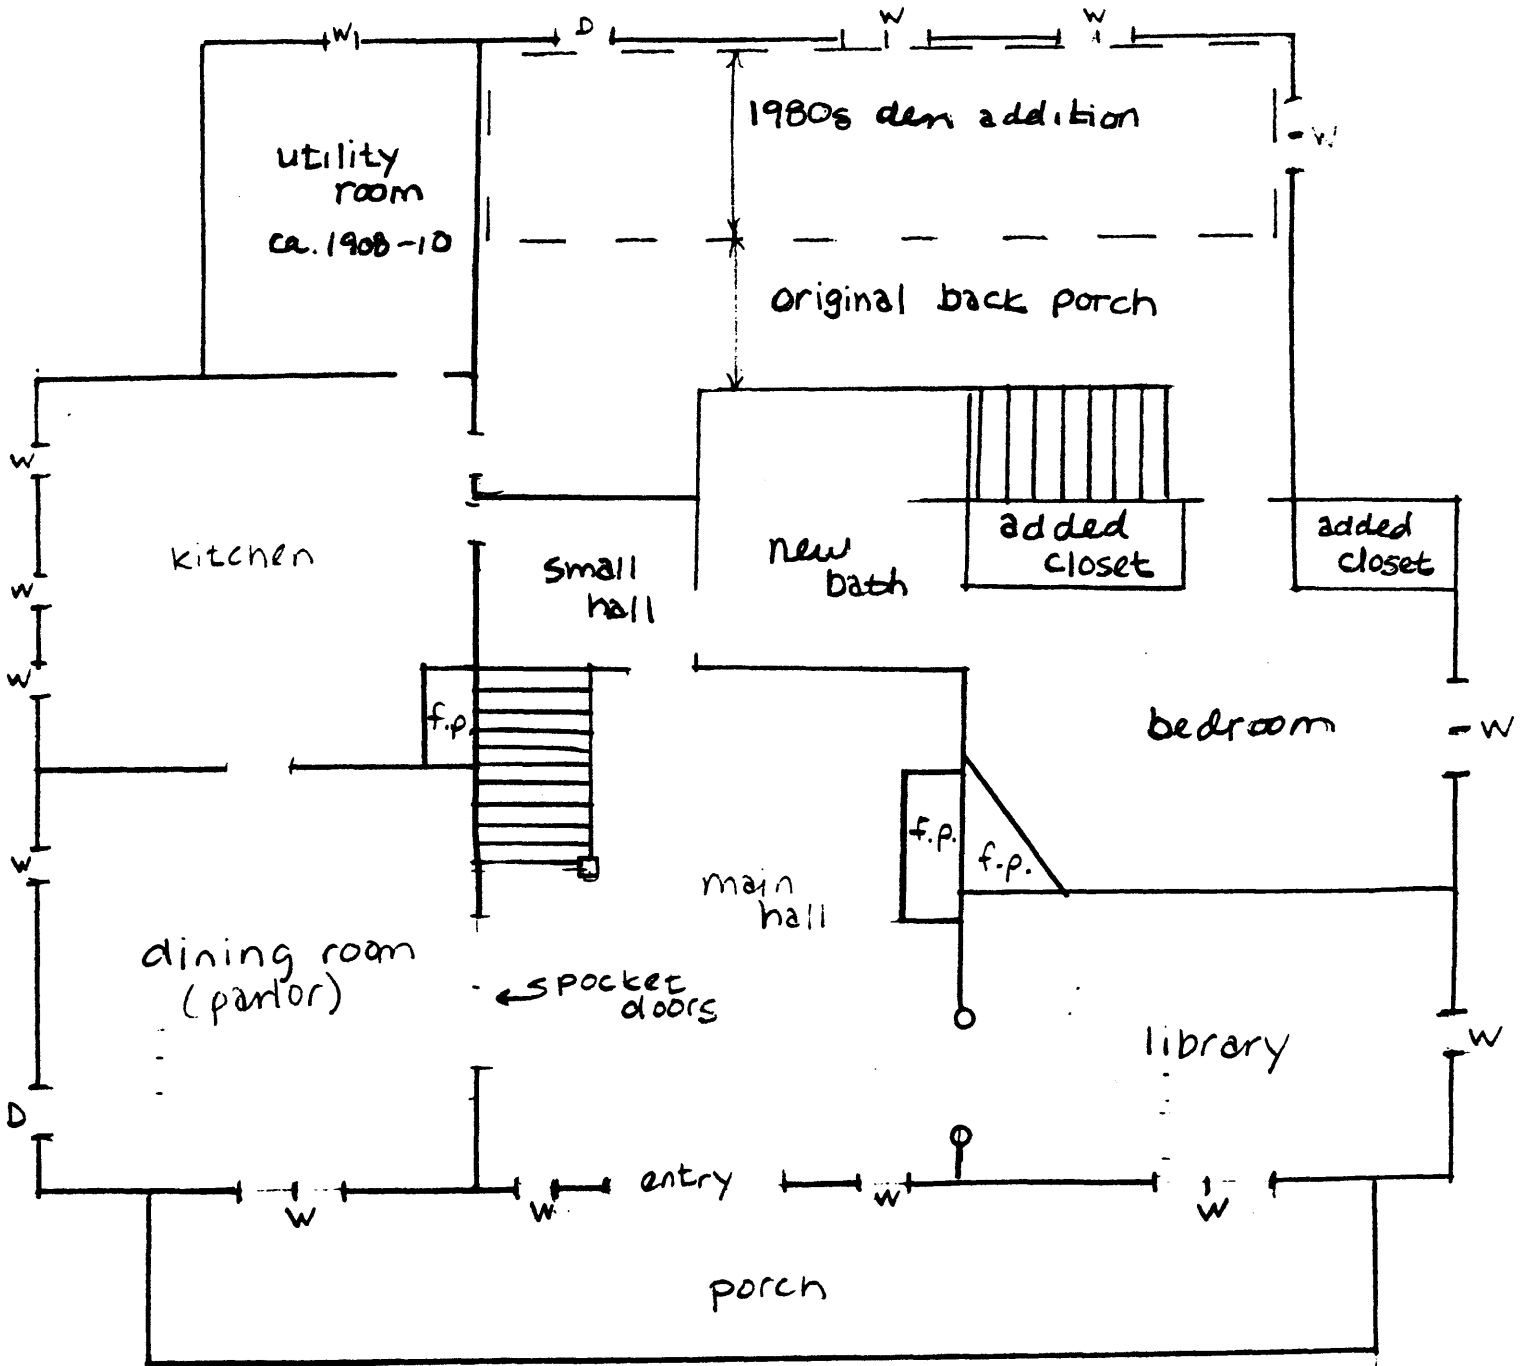 W
D
W
W
1980s den addition
W
utility
room
ca. 1908-10
original back porch
W
kitchen
small
hall
new
bath
added
closet
added
closet
W
W
f.p.
bedroom
W
f.p.
f.p.
W
main
hall
dining room
(parlor)
pocket
doors
library
W
D
entry
W
W
W
W
porch